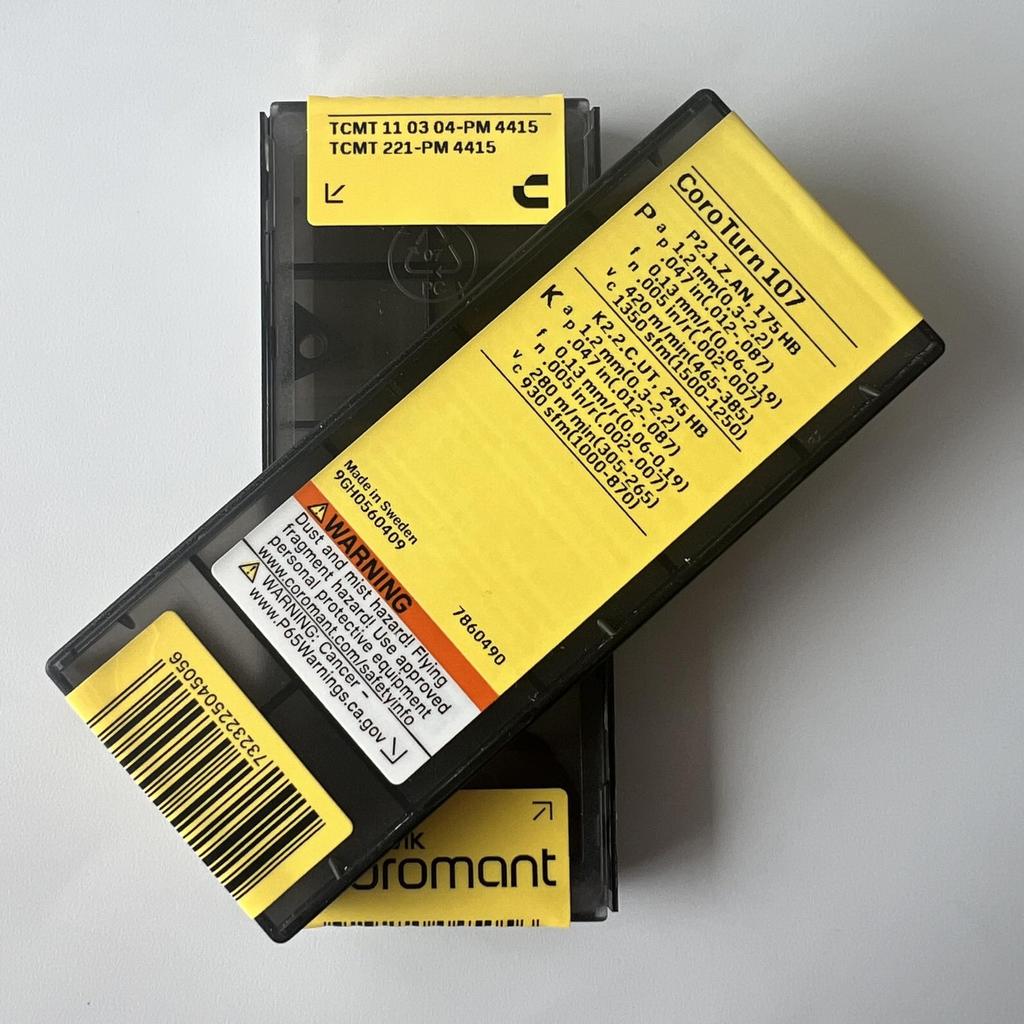 TCMT 11 03 04-PM 4415
TCMT 221-PM 4415
07
PC
CoroTurn 107
P P2.1.Z.AN, 175 HB
ap 1.2 mm(0.3-2.2)
.047 in(.012-.087)
fn 0.13 mm/r(0.06-0.19)
.005 in/r(.002-.007)
vc 420 m/min(465-385)
1350 sfm(1500-1250)
K K2.2.C.UT, 245 HB
ap 1.2 mm(0.3-2.2)
.047 in(.012-.087)
fn 0.13 mm/r(0.06-0.19)
.005 in/r(.002-.007)
vc 280 m/min(305-265)
930 sfm(1000-870)
Made in Sweden
9GH0560409
7860490
WARNING
Dust and mist hazard! Flying
fragment hazard! Use approved
personal protective equipment
www.coromant.com/safetyinfo
WARNING: Cancer -
www.P65Warnings.ca.gov
732322504506
oromant